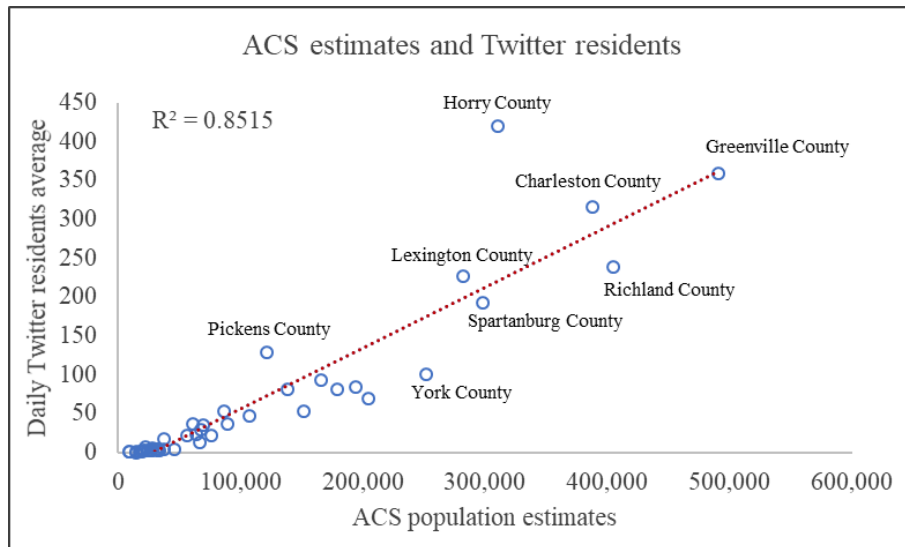 ACS estimates and Twitter residents
R² = 0.8515
Daily Twitter residents average
450
400
350
300
250
200
150
100
50
0
Horry County
Greenville County
Charleston County
Lexington County
Richland County
Spartanburg County
Pickens County
York County
0
100,000
200,000
300,000
400,000
500,000
600,000
ACS population estimates